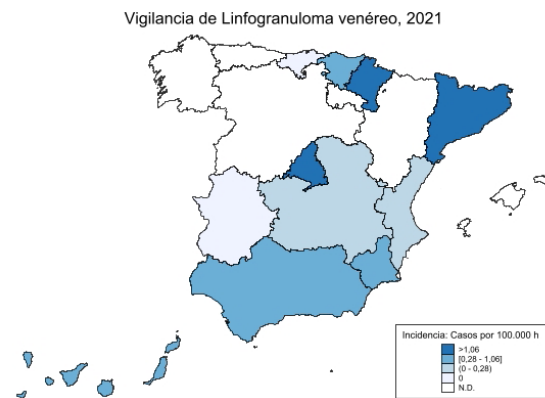 Vigilancia de Linfogranuloma venéreo, 2021
Incidencia: Casos por 100.000 h
>1,06
[0,28 - 1,06]
(0 - 0,28)
0
N.D.